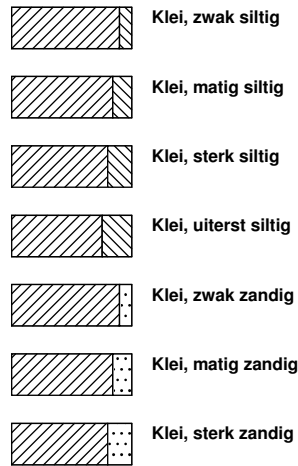 Klei, zwak siltig
Klei, matig siltig
Klei, sterk siltig
Klei, uiterst siltig
Klei, zwak zandig
Klei, matig zandig
Klei, sterk zandig